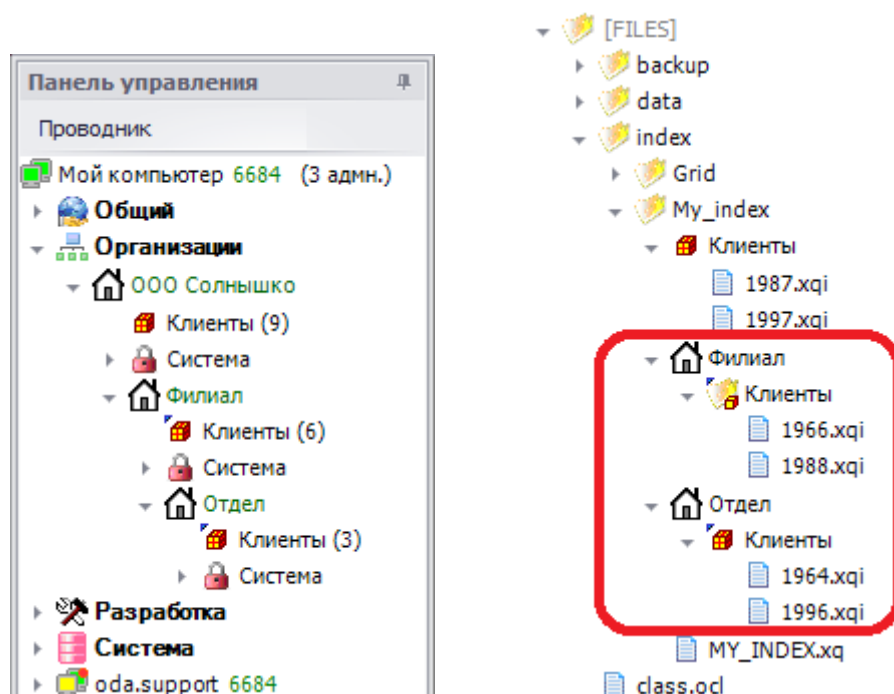 Панель управления
Проводник
Мой компьютер 6684 (3 адмн.)
Общий
Организации
ООО Солнышко
Клиенты (9)
Система
Филиал
Клиенты (6)
Система
Отдел
Клиенты (3)
Система
Разработка
Система
oda.support 6684
[FILES]
backup
data
index
Grid
My_index
Клиенты
1987.xqi
1997.xqi
Филиал
Клиенты
1966.xqi
1988.xqi
Отдел
Клиенты
1964.xqi
1996.xqi
MY_INDEX.xq
class.ocl